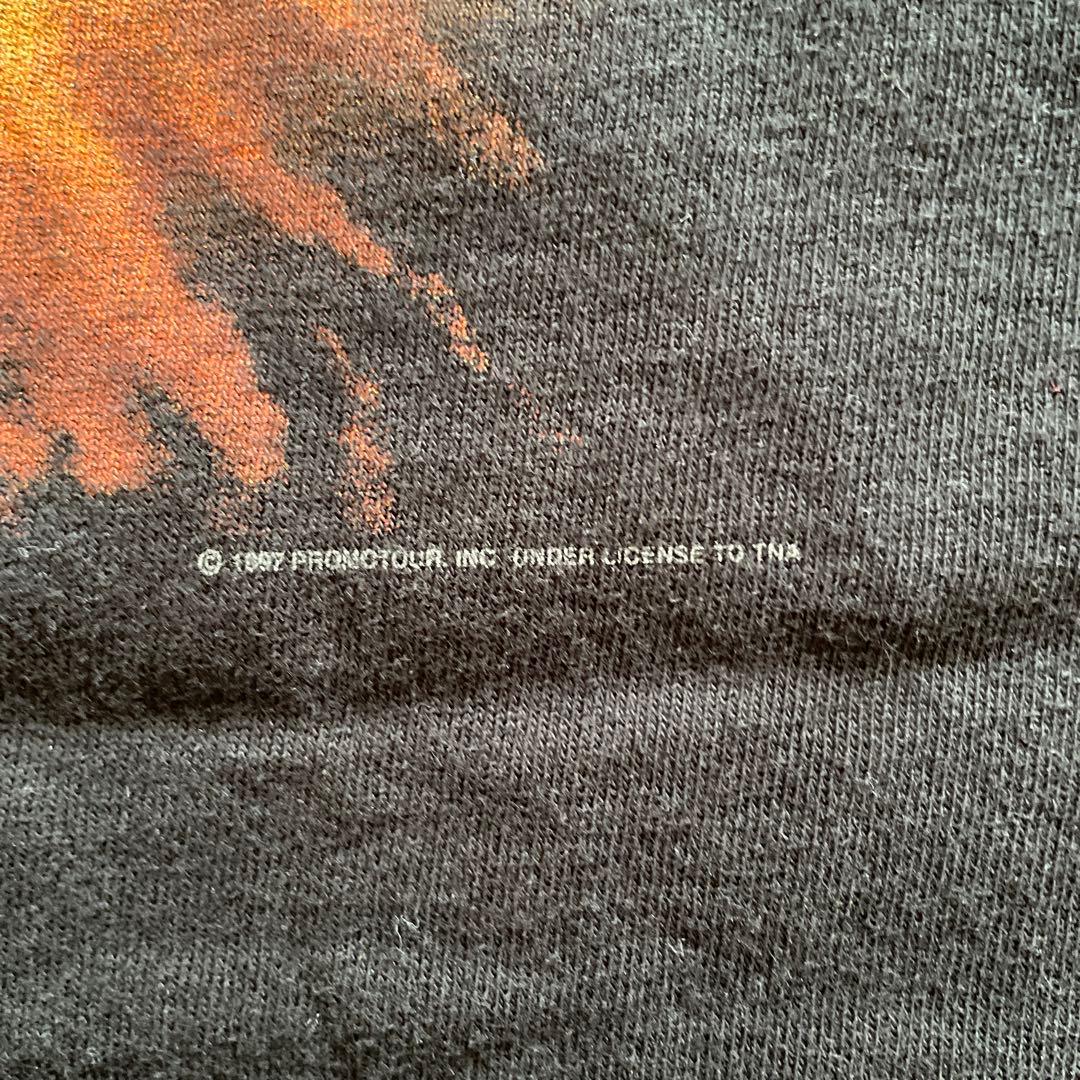 © 1997 PROMOTOUR, INC. UNDER LICENSE TO TNA